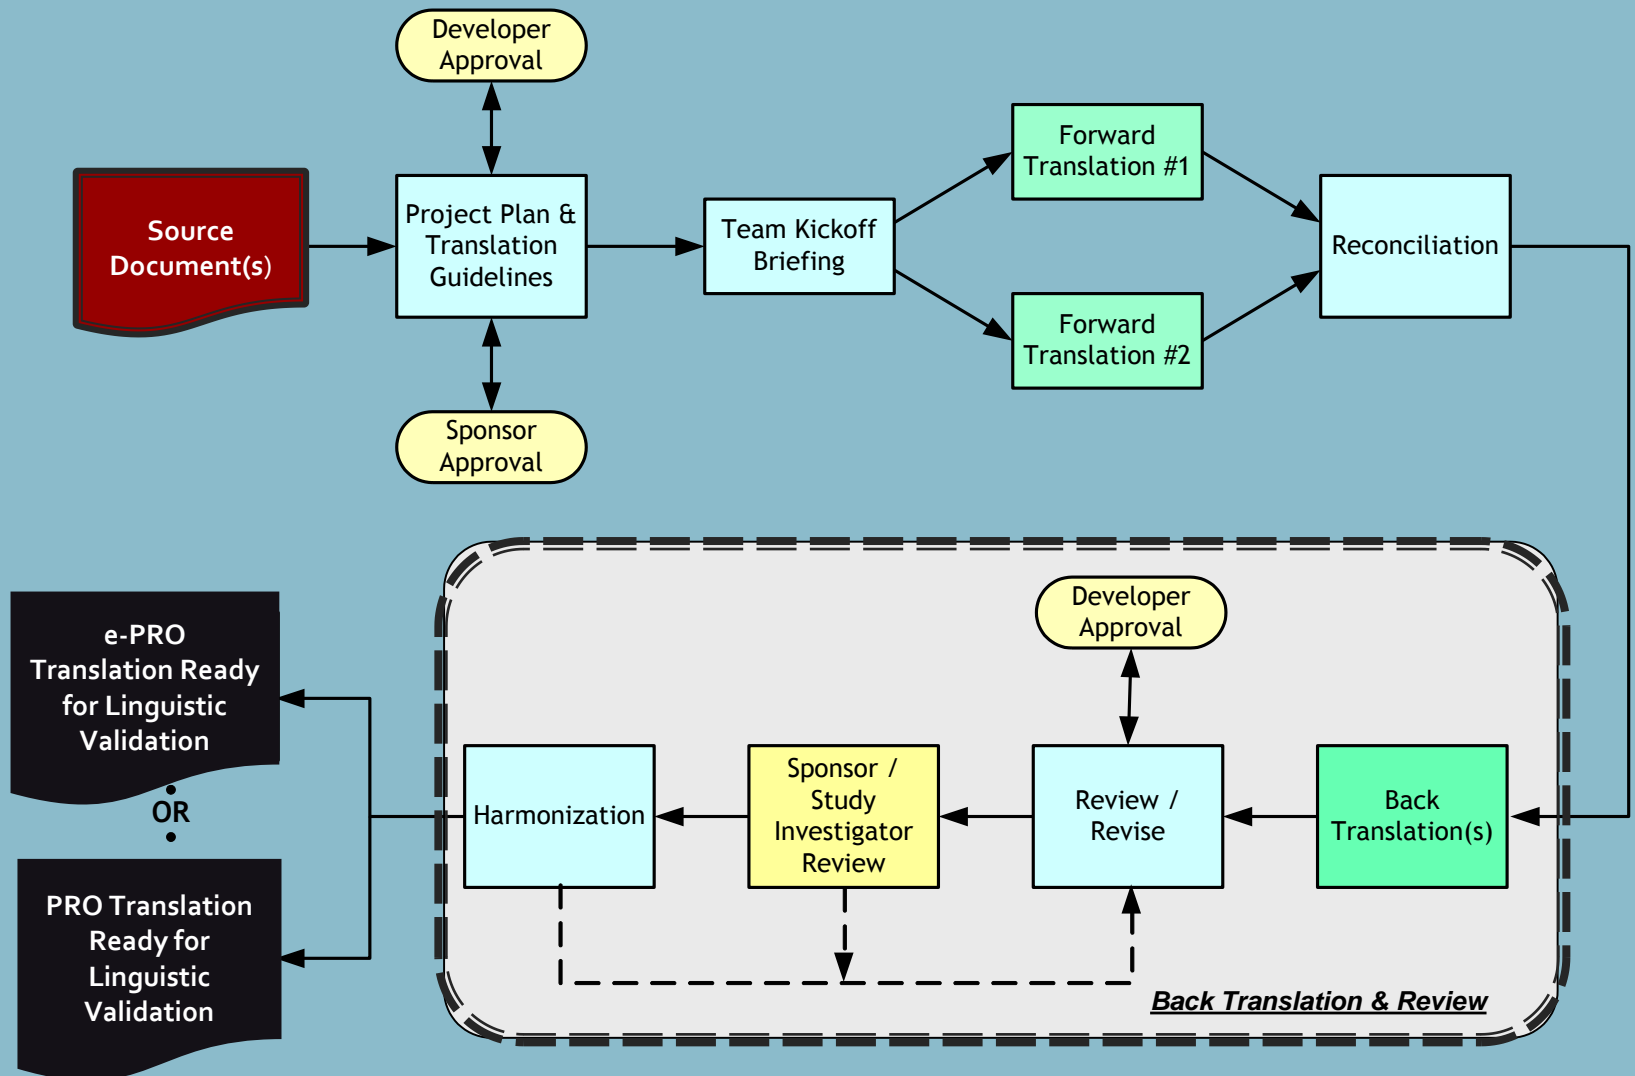 Developer
Approval
Source
Document(s)
Project Plan &
Translation
Guidelines
Team Kickoff
Briefing
Forward
Translation #1
Forward
Translation #2
Reconciliation
Sponsor
Approval
Developer
Approval
e-PRO
Translation Ready
for Linguistic
Validation
OR
PRO Translation
Ready for
Linguistic
Validation
Harmonization
Sponsor /
Study
Investigator
Review
Review /
Revise
Back
Translation(s)
Back Translation & Review